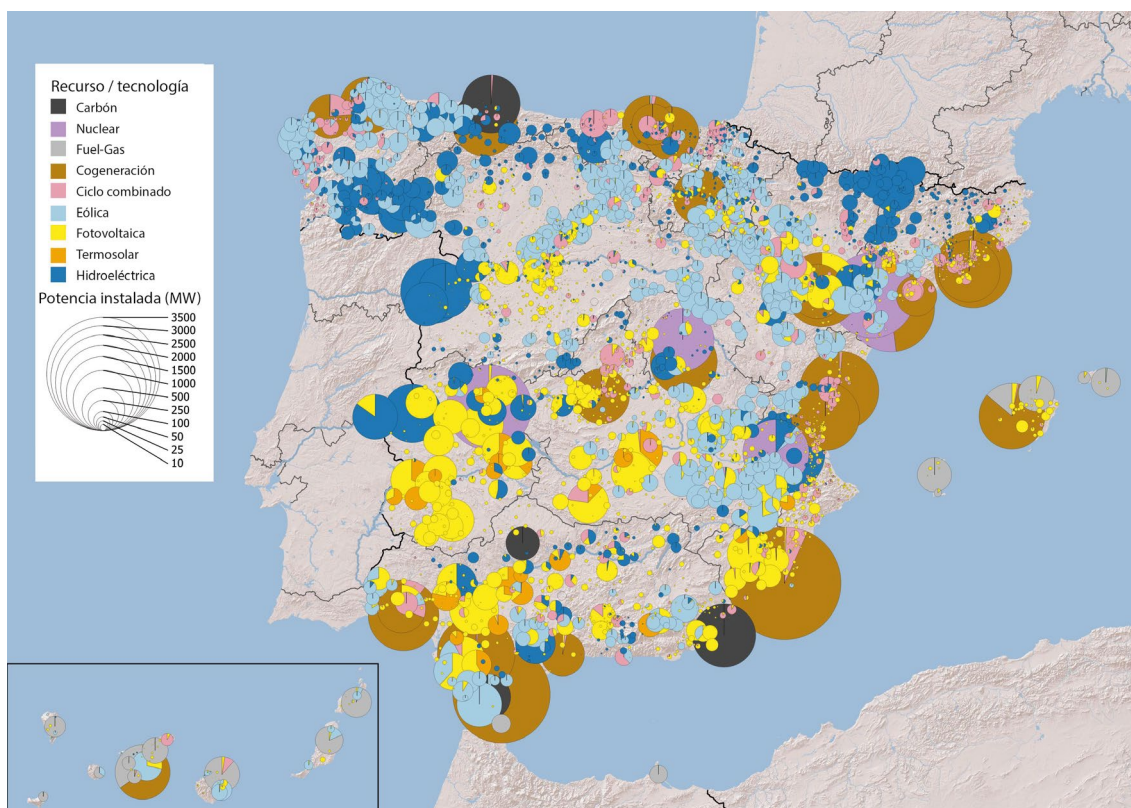 Recurso / tecnología
Carbón
Nuclear
Fuel-Gas
Cogeneración
Ciclo combinado
Eólica
Fotovoltaica
Termosolar
Hidroeléctrica
Potencia instalada (MW)
3500
3000
2500
2000
1500
1000
500
250
100
50
25
10